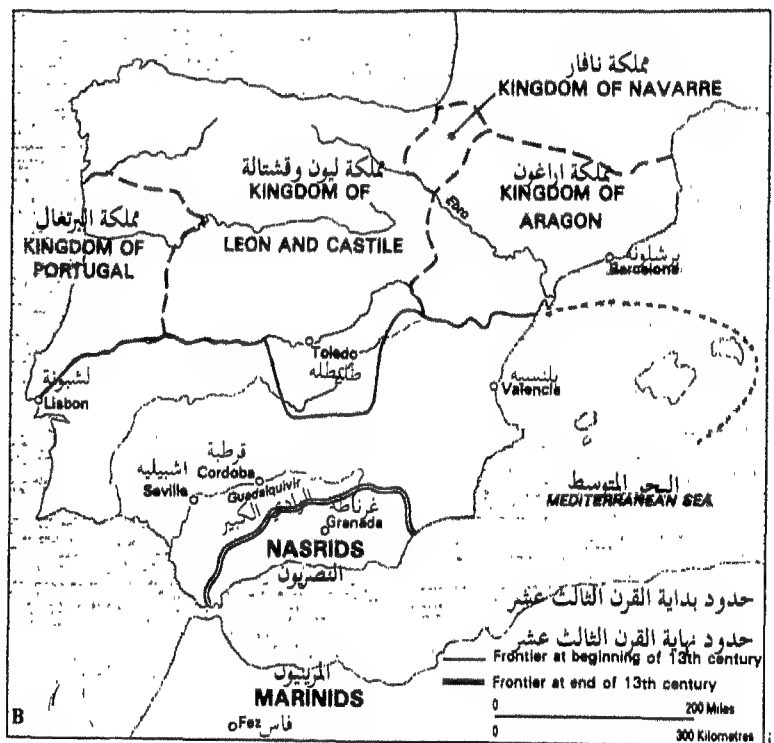 مملكة نافار
KINGDOM OF NAVARRE
مملكة ليون وقشتالة
KINGDOM OF
LEON AND CASTILE
مملكة اراغون
KINGDOM OF
ARAGON
مملكة البرتغال
KINGDOM OF
PORTUGAL
Ebro
برشلونة
Barcelona
Toledo
لشبونة
Lisbon
بلنسيه
Valencia
قرطبة
Cordoba
اشبيليه
Seville
Guadalquivir
الوادي الكبير
غرناطة
Granada
NASRIDS
النصريون
البحر المتوسط
MEDITERRANEAN SEA
حدود بداية القرن الثالث عشر
حدود نهاية القرن الثالث عشر
Frontier at beginning of 13th century
Frontier at end of 13th century
المرينيون
MARINIDS
Fez فاس
0 200 Miles
0 300 Kilometres
B